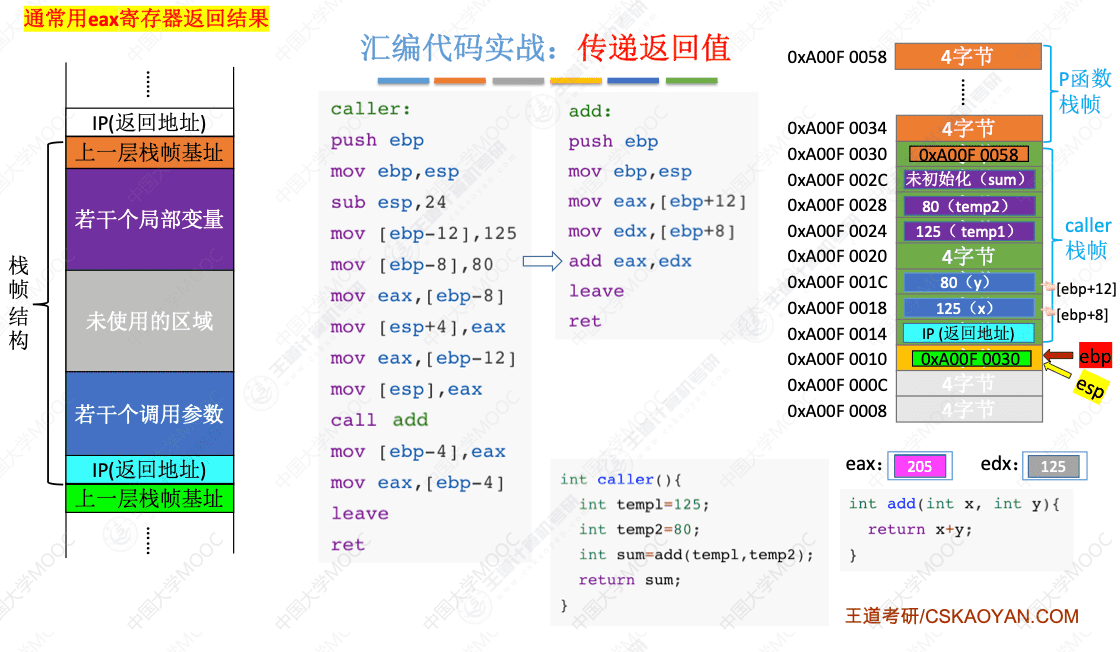 通常用eax寄存器返回结果
汇编代码实战：传递返回值
IP(返回地址)
上一层栈帧基址
若干个局部变量
未使用的区域
若干个调用参数
IP(返回地址)
上一层栈帧基址
栈帧结构
caller:
push ebp
mov ebp,esp
sub esp,24
mov [ebp-12],125
mov [ebp-8],80
mov eax,[ebp-8]
mov [esp+4],eax
mov eax,[ebp-12]
mov [esp],eax
call add
mov [ebp-4],eax
mov eax,[ebp-4]
leave
ret
add:
push ebp
mov ebp,esp
mov eax,[ebp+12]
mov edx,[ebp+8]
add eax,edx
leave
ret
int caller(){
int temp1=125;
int temp2=80;
int sum=add(temp1,temp2);
return sum;
}
0xA00F 0058 4字节
0xA00F 0034 4字节
0xA00F 0030 0xA00F 0058
0xA00F 002C 未初始化（sum）
0xA00F 0028 80（temp2）
0xA00F 0024 125（temp1）
0xA00F 0020 4字节
0xA00F 001C 80（y）
0xA00F 0018 125（x）
0xA00F 0014 IP (返回地址)
0xA00F 0010 0xA00F 0030
0xA00F 000C 4字节
0xA00F 0008 4字节
P函数
栈帧
caller
栈帧
[ebp+12]
[ebp+8]
ebp
esp
eax: 205 edx: 125
int add(int x, int y){
return x+y;
}
王道考研/CSKAOYAN.COM
中国大学MOOC